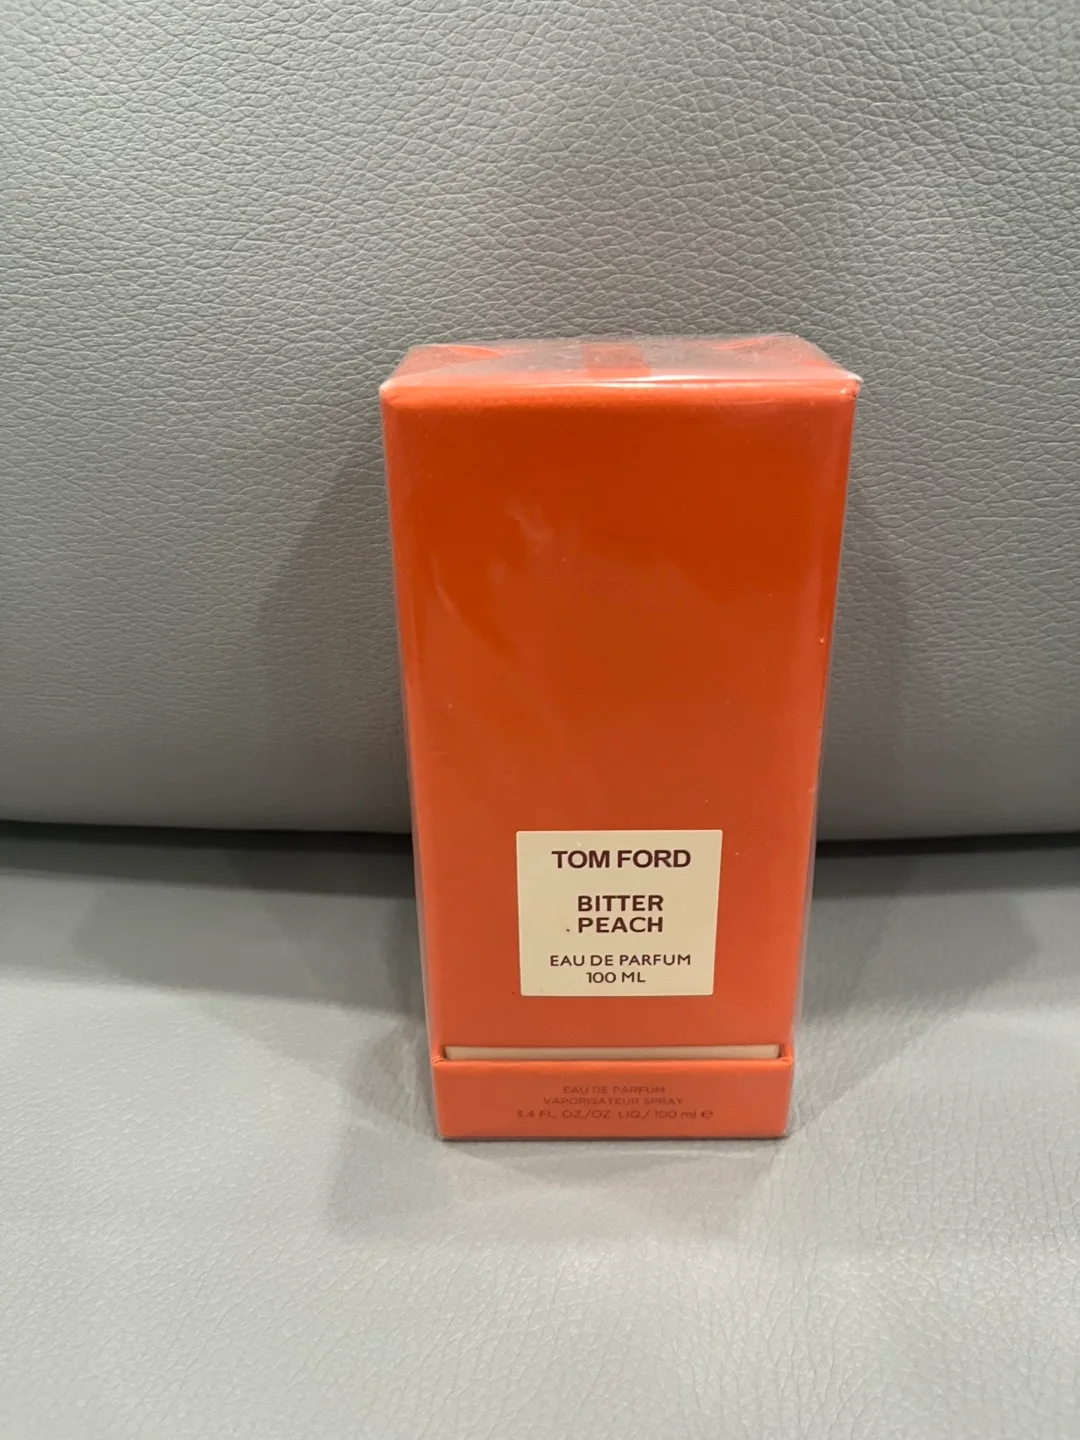 TOM FORD
BITTER
PEACH
EAU DE PARFUM
100 ML
EAU DE PARFUM
VAPORISATEUR SPRAY
3.4 FL. OZ./OZ. LIQ./ 100 ml ℮